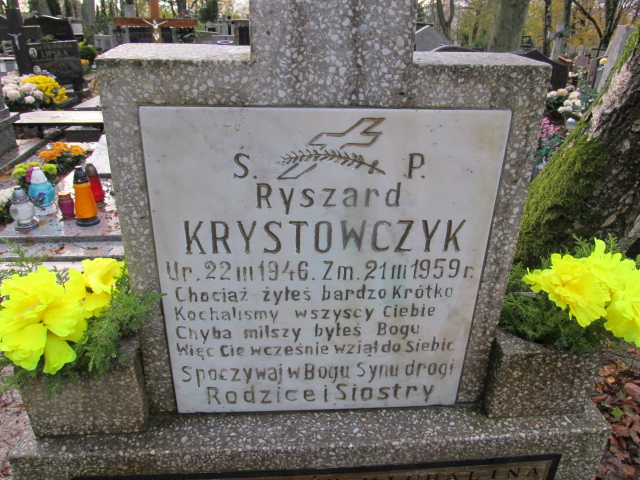 Ś. P.
Ryszard
KRYSTOWCZYK
Ur. 22 III 1946. Zm. 21 III 1959 r.
Chociaż żyłeś bardzo Krótko
Kochaliśmy wszyscy Ciebie
Chyba milszy byłeś Bogu
Więc Cie wcześnie wziął do Siebie
Spoczywaj w Bogu Synu drogi
Rodzice i Siostry